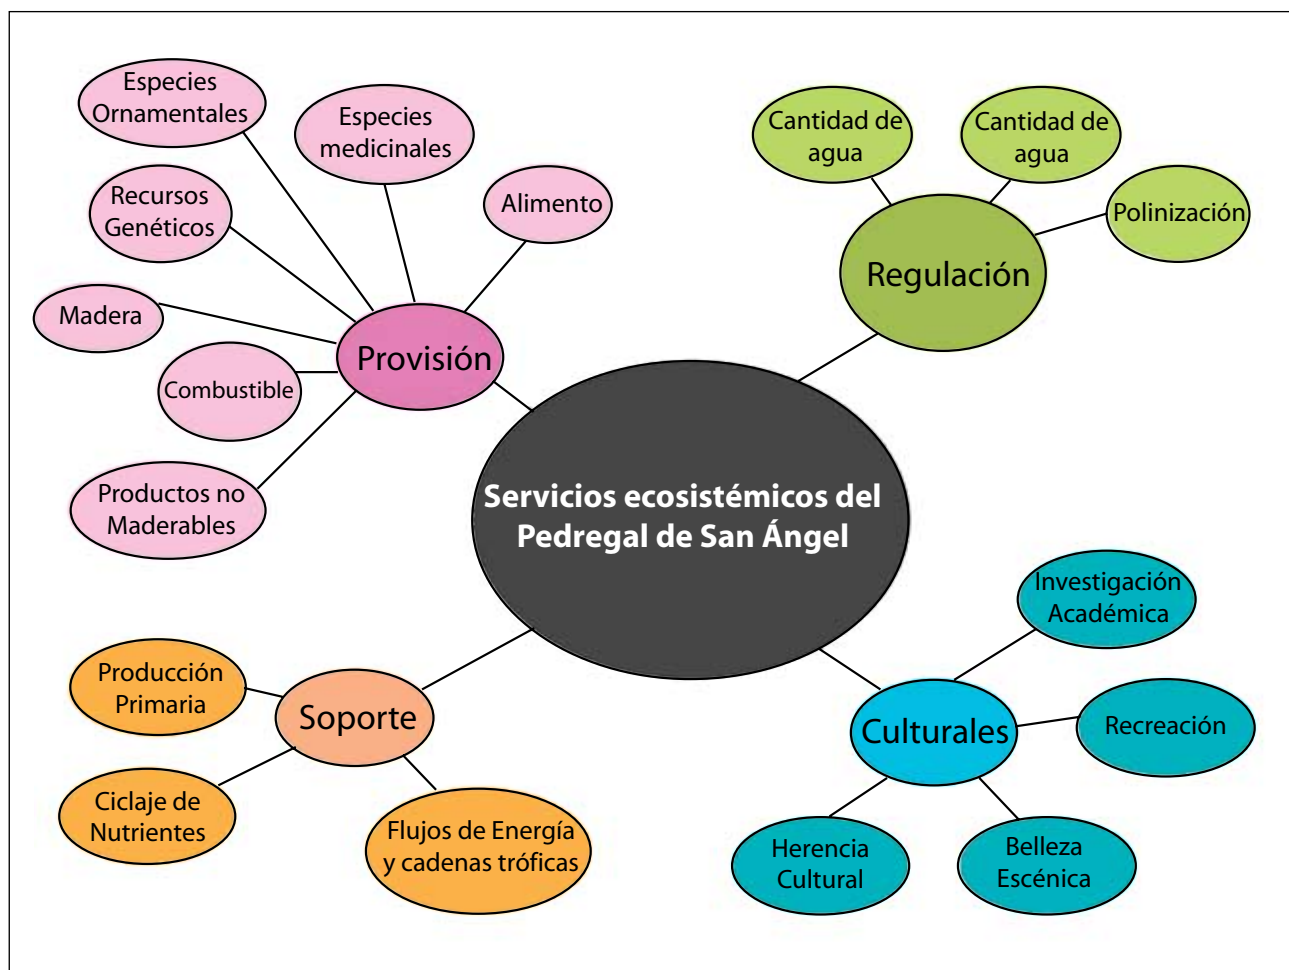 Especies
Ornamentales
Especies
medicinales
Alimento
Recursos
Genéticos
Madera
Combustible
Productos no
Maderables
Provisión
Cantidad de
agua
Cantidad de
agua
Polinización
Regulación
Servicios ecosistémicos del
Pedregal de San Ángel
Producción
Primaria
Soporte
Ciclaje de
Nutrientes
Flujos de Energía
y cadenas tróficas
Investigación
Académica
Culturales
Recreación
Herencia
Cultural
Belleza
Escénica